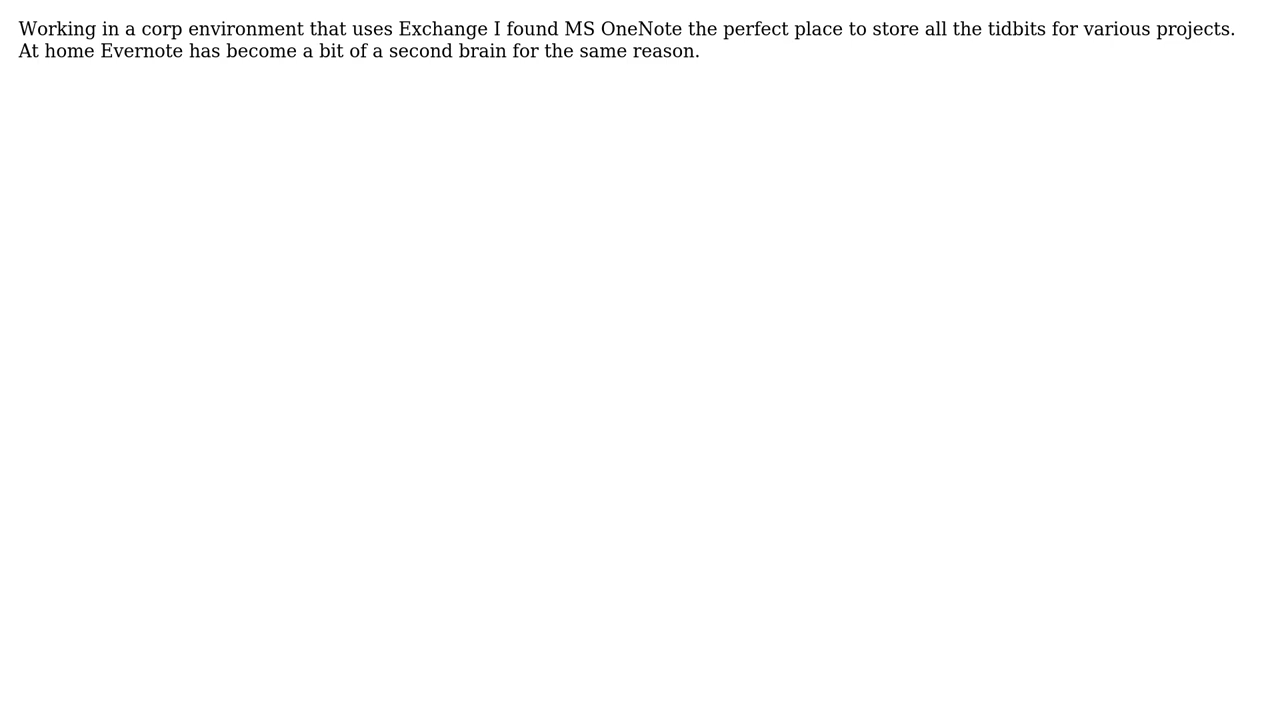 Working in a corp environment that uses Exchange I found MS OneNote the perfect place to store all the tidbits for various projects.
At home Evernote has become a bit of a second brain for the same reason.